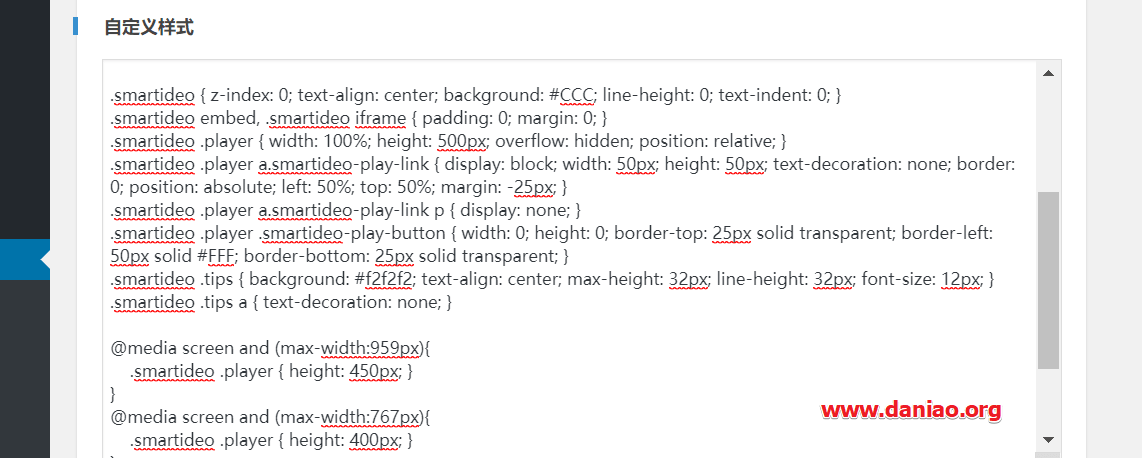 自定义样式
.smartideo { z-index: 0; text-align: center; background: #CCC; line-height: 0; text-indent: 0; }
.smartideo embed, .smartideo iframe { padding: 0; margin: 0; }
.smartideo .player { width: 100%; height: 500px; overflow: hidden; position: relative; }
.smartideo .player a.smartideo-play-link { display: block; width: 50px; height: 50px; text-decoration: none; border:
0; position: absolute; left: 50%; top: 50%; margin: -25px; }
.smartideo .player a.smartideo-play-link p { display: none; }
.smartideo .player .smartideo-play-button { width: 0; height: 0; border-top: 25px solid transparent; border-left:
50px solid #FFF; border-bottom: 25px solid transparent; }
.smartideo .tips { background: #f2f2f2; text-align: center; max-height: 32px; line-height: 32px; font-size: 12px; }
.smartideo .tips a { text-decoration: none; }
@media screen and (max-width:959px){
.smartideo .player { height: 450px; }
}
@media screen and (max-width:767px){
.smartideo .player { height: 400px; }
www.daniao.org